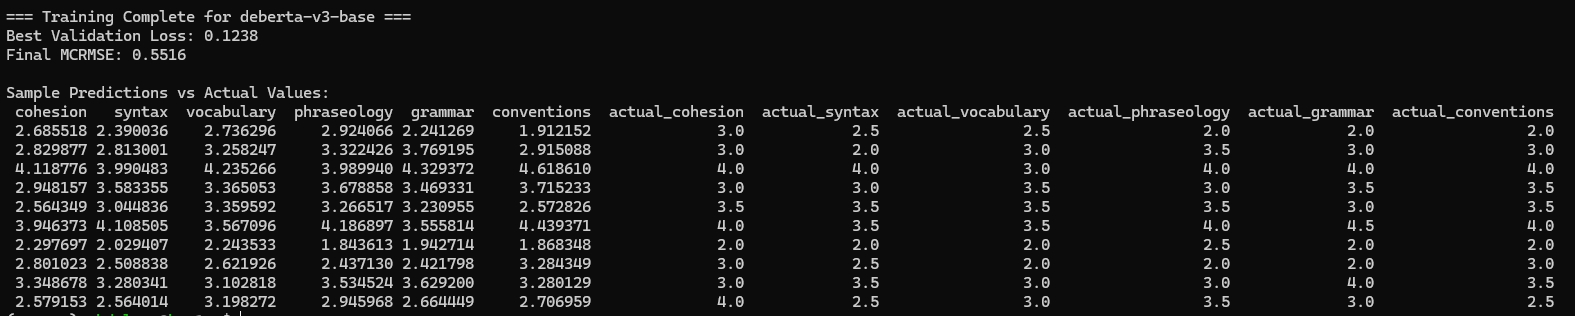 === Training Complete for deberta-v3-base ===
Best Validation Loss: 0.1238
Final MCRMSE: 0.5516
Sample Predictions vs Actual Values:
cohesion syntax vocabulary phraseology grammar conventions actual_cohesion actual_syntax actual_vocabulary actual_phraseology actual_grammar actual_conventions
2.685518 2.390036 2.736296 2.924066 2.241269 1.912152 3.0 2.5 2.5 2.0 2.0 2.0
2.829877 2.813001 3.258247 3.322426 3.769195 2.915088 3.0 2.0 3.0 3.5 3.0 3.0
4.118776 3.990483 4.235266 3.989940 4.329372 4.618610 4.0 4.0 3.0 4.0 4.0 4.0
2.948157 3.583355 3.365053 3.678858 3.469331 3.715233 3.0 3.0 3.5 3.0 3.5 3.5
2.564349 3.044836 3.359592 3.266517 3.230955 2.572826 3.5 3.5 3.5 3.5 3.0 3.5
3.946373 4.108505 3.567096 4.186897 3.555814 4.439371 4.0 3.5 3.5 4.0 4.5 4.0
2.297697 2.029407 2.243533 1.843613 1.942714 1.868348 2.0 2.0 2.0 2.5 2.0 2.0
2.801023 2.508838 2.621926 2.437130 2.421798 3.284349 3.0 2.5 2.0 2.0 2.0 3.0
3.348678 3.280341 3.102818 3.534524 3.629200 3.280129 3.0 3.5 3.0 3.0 4.0 3.5
2.579153 2.564014 3.198272 2.945968 2.664449 2.706959 4.0 2.5 3.0 3.5 3.0 2.5